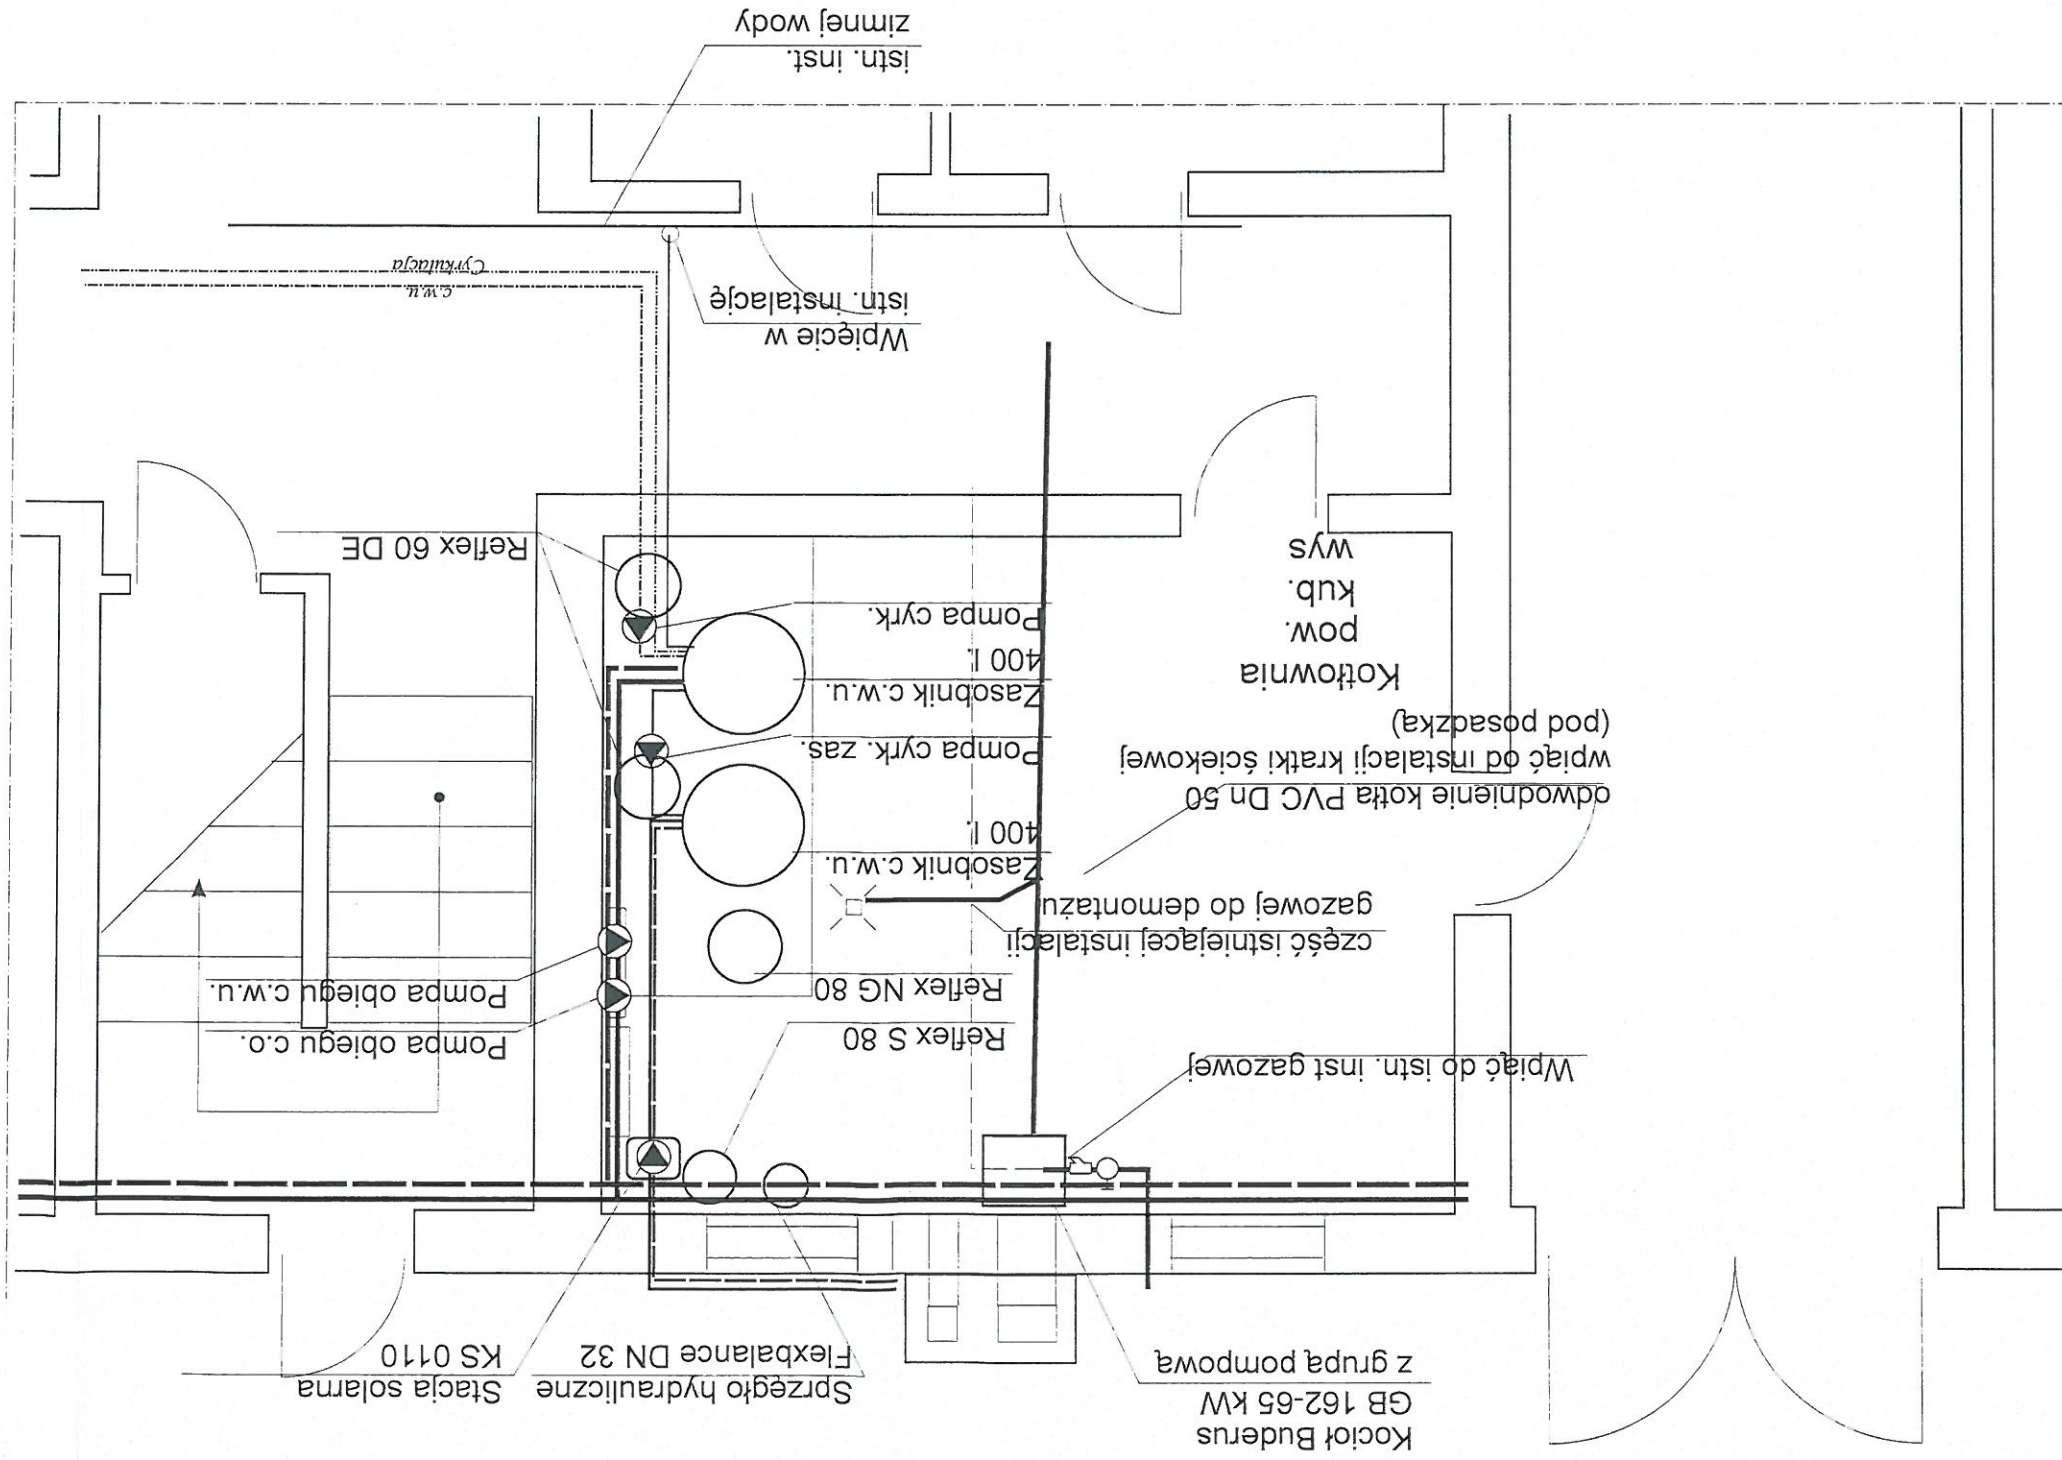 Kocioł Buderus
GB 162-65 kW
z grupą pompową
Sprzęgło hydrauliczne
Flexbalance DN 32
Stacja solarna
KS 0110
Wpiąć do istn. inst gazowej
Reflex S 80
Reflex NG 80
Pompa obiegu c.o.
Pompa obiegu c.w.u.
część istniejącej instalacji
gazowej do demontażu
Zasobnik c.w.u.
400 l.
odwodnienie kotła PVC Dn 50
wpiąć od instalacji kratki ściekowej
(pod posadzką)
Pompa cyrk. zas.
Zasobnik c.w.u.
400 l.
Kotłownia
pow.
kub.
wys
Pompa cyrk.
Reflex 60 DE
Wpięcie w
istn. instalację
c.w.u.
Cyrkulacja
istn. inst.
zimnej wody